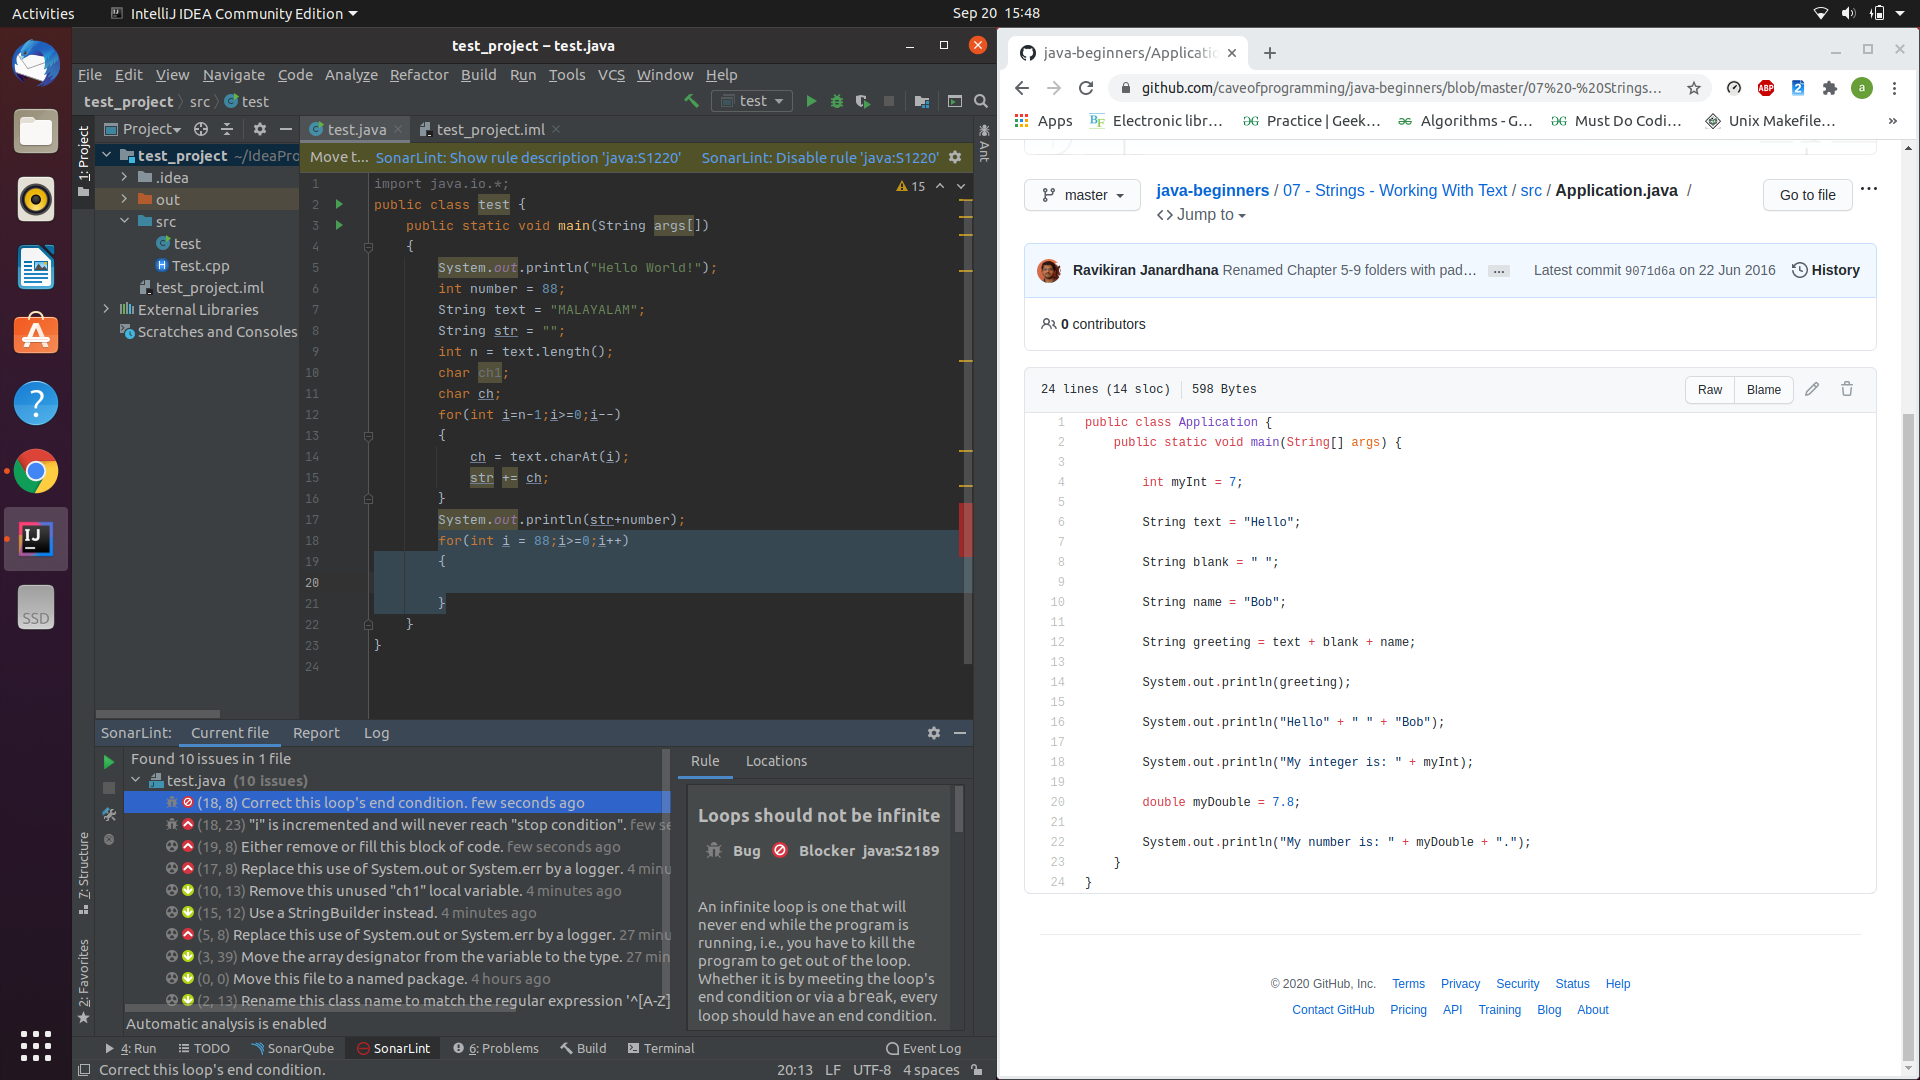 Activities
IntelliJ IDEA Community Edition
Sep 20 15:48
test_project – test.java
File Edit View Navigate Code Analyze Refactor Build Run Tools VCS Window Help
test_project src test
test
1: Project
Project
test.java
test_project.iml
Ant
test_project ~/IdeaPro
.idea
out
src
test
Test.cpp
test_project.iml
External Libraries
Scratches and Consoles
Move t... SonarLint: Show rule description 'java:S1220' SonarLint: Disable rule 'java:S1220'
15
1 import java.io.*;
2 public class test {
3 public static void main(String args[])
4 {
5 System.out.println("Hello World!");
6 int number = 88;
7 String text = "MALAYALAM";
8 String str = "";
9 int n = text.length();
10 char ch1;
11 char ch;
12 for(int i=n-1;i>=0;i--)
13 {
14 ch = text.charAt(i);
15 str += ch;
16 }
17 System.out.println(str+number);
18 for(int i = 88;i>=0;i++)
19 {
20
21 }
22 }
23 }
24
SonarLint: Current file Report Log
Found 10 issues in 1 file
test.java (10 issues)
(18, 8) Correct this loop's end condition. few seconds ago
(18, 23) "i" is incremented and will never reach "stop condition". few se
(19, 8) Either remove or fill this block of code. few seconds ago
(17, 8) Replace this use of System.out or System.err by a logger. 4 minu
(10, 13) Remove this unused "ch1" local variable. 4 minutes ago
(15, 12) Use a StringBuilder instead. 4 minutes ago
(5, 8) Replace this use of System.out or System.err by a logger. 27 minu
(3, 39) Move the array designator from the variable to the type. 27 min
(0, 0) Move this file to a named package. 4 hours ago
(2, 13) Rename this class name to match the regular expression '^[A-Z]
Automatic analysis is enabled
Rule Locations
Loops should not be infinite
Bug Blocker java:S2189
An infinite loop is one that will
never end while the program is
running, i.e., you have to kill the
program to get out of the loop.
Whether it is by meeting the loop's
end condition or via a break, every
loop should have an end condition.
7: Structure
2: Favorites
4: Run TODO SonarQube SonarLint 6: Problems Build Terminal Event Log
Correct this loop's end condition.
20:13 LF UTF-8 4 spaces
IJ
SSD
java-beginners/Applicatio
github.com/caveofprogramming/java-beginners/blob/master/07%20-%20Strings...
ABP
2
a
Apps Electronic libr... Practice | Geek... Algorithms - G... Must Do Codi... Unix Makefile... »
master
java-beginners / 07 - Strings - Working With Text / src / Application.java /
<> Jump to
Go to file
Ravikiran Janardhana Renamed Chapter 5-9 folders with pad... ... Latest commit 9071d6a on 22 Jun 2016 History
0 contributors
24 lines (14 sloc) 598 Bytes
Raw Blame
1 public class Application {
2 public static void main(String[] args) {
3
4 int myInt = 7;
5
6 String text = "Hello";
7
8 String blank = " ";
9
10 String name = "Bob";
11
12 String greeting = text + blank + name;
13
14 System.out.println(greeting);
15
16 System.out.println("Hello" + " " + "Bob");
17
18 System.out.println("My integer is: " + myInt);
19
20 double myDouble = 7.8;
21
22 System.out.println("My number is: " + myDouble + ".");
23 }
24 }
© 2020 GitHub, Inc. Terms Privacy Security Status Help
Contact GitHub Pricing API Training Blog About